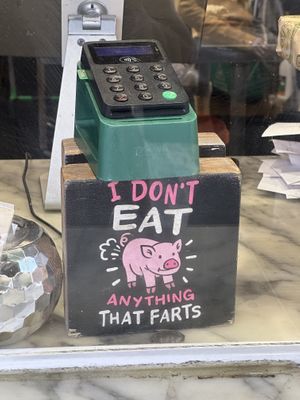 I DON'T
EAT
ANYTHING
THAT FARTS